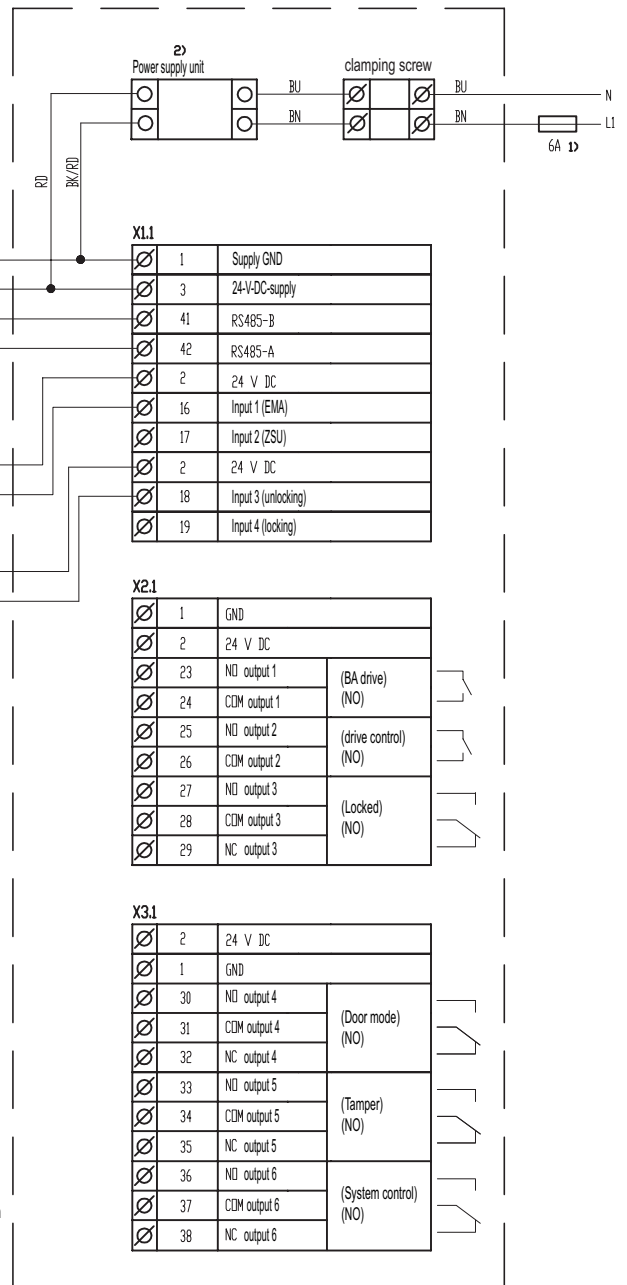 2)
Power supply unit
clamping screw
BU
BU
N
BN
BN
L1
6A 1)
RD
BK/RD
X1.1
1 Supply GND
3 24-V-DC-supply
41 RS485-B
42 RS485-A
2 24 V DC
16 Input 1 (EMA)
17 Input 2 (ZSU)
2 24 V DC
18 Input 3 (unlocking)
19 Input 4 (locking)
X2.1
1 GND
2 24 V DC
23 NO output 1
(BA drive)
24 COM output 1
(NO)
25 NO output 2
(drive control)
26 COM output 2
(NO)
27 NO output 3
(Locked)
28 COM output 3
(NO)
29 NC output 3
X3.1
2 24 V DC
1 GND
30 NO output 4
(Door mode)
31 COM output 4
(NO)
32 NC output 4
33 NO output 5
(Tamper)
34 COM output 5
(NO)
35 NC output 5
36 NO output 6
(System control)
37 COM output 6
(NO)
38 NC output 6